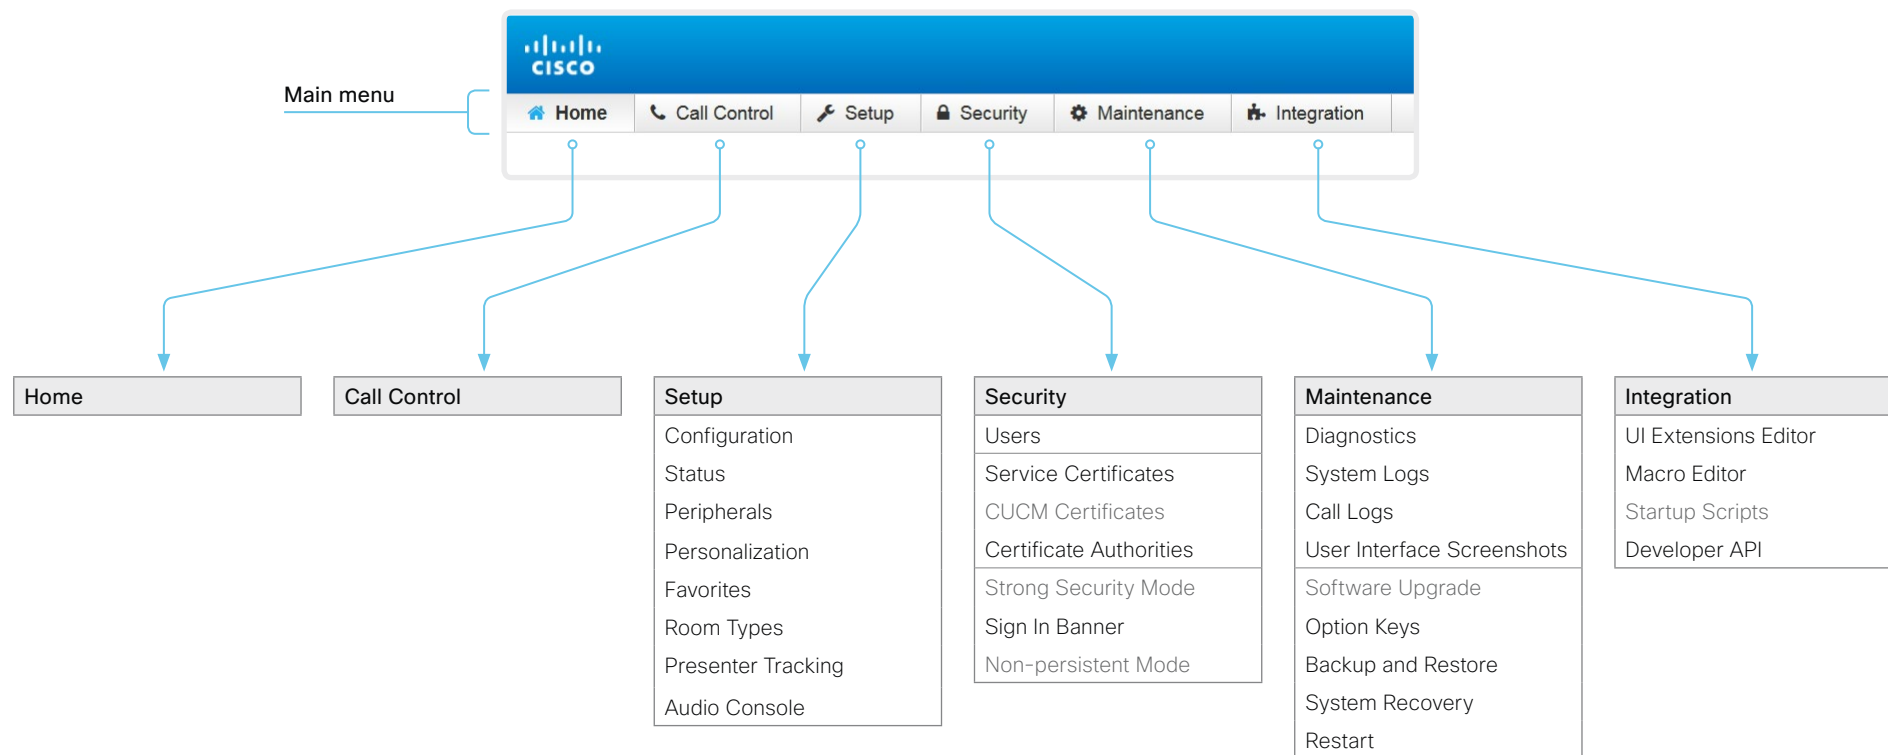 CISCO
Main menu
Home Call Control Setup Security Maintenance Integration
Home
Call Control
Setup
Configuration
Status
Peripherals
Personalization
Favorites
Room Types
Presenter Tracking
Audio Console
Security
Users
Service Certificates
CUCM Certificates
Certificate Authorities
Strong Security Mode
Sign In Banner
Non-persistent Mode
Maintenance
Diagnostics
System Logs
Call Logs
User Interface Screenshots
Software Upgrade
Option Keys
Backup and Restore
System Recovery
Restart
Integration
UI Extensions Editor
Macro Editor
Startup Scripts
Developer API